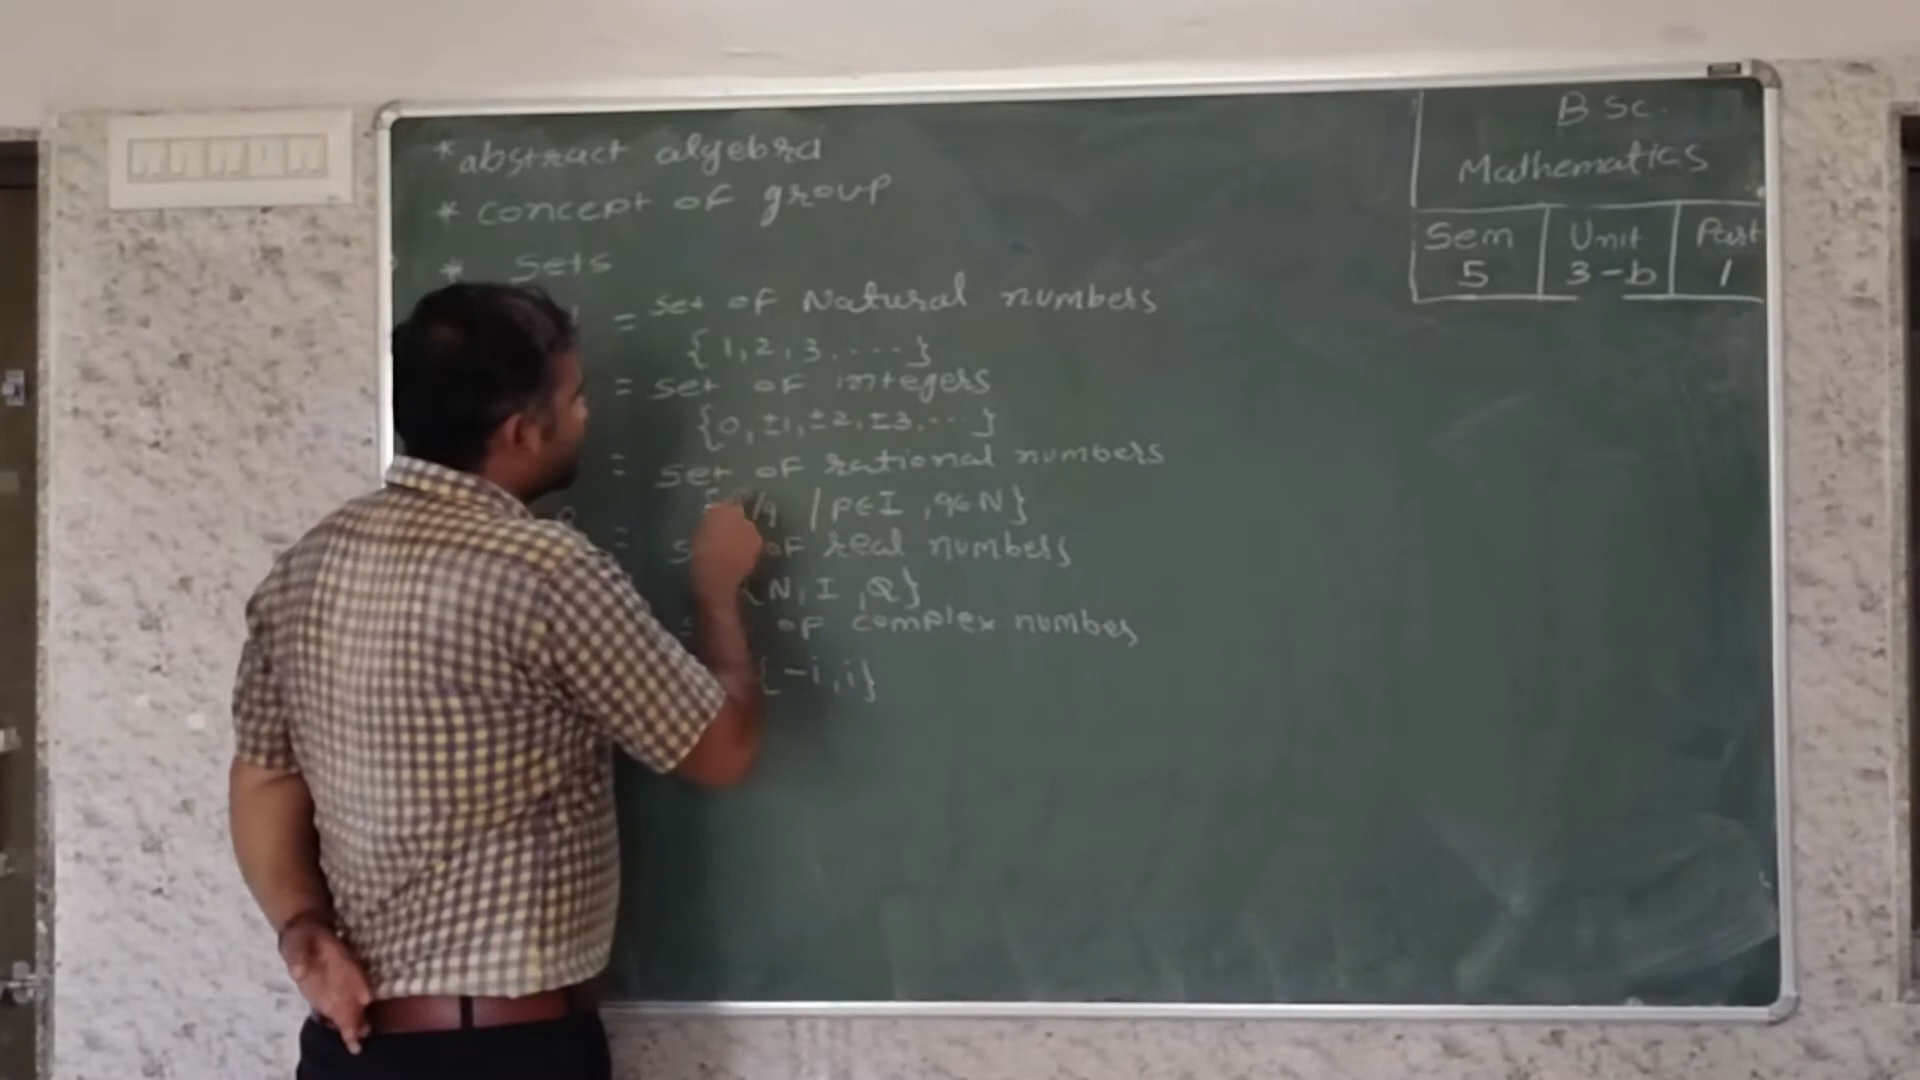 * abstract algebra
* concept of group
* Sets
= set of Natural numbers
{ 1, 2, 3, .... }
= set of integers
{0, ±1, ±2, ±3, ... }
= set of rational numbers
/q / p∈I , q∈N }
= of real numbers
{ N, I , Q }
of complex number
{ -i , i }
B Sc.
Mathematics
Sem Unit Part
5 3-b 1